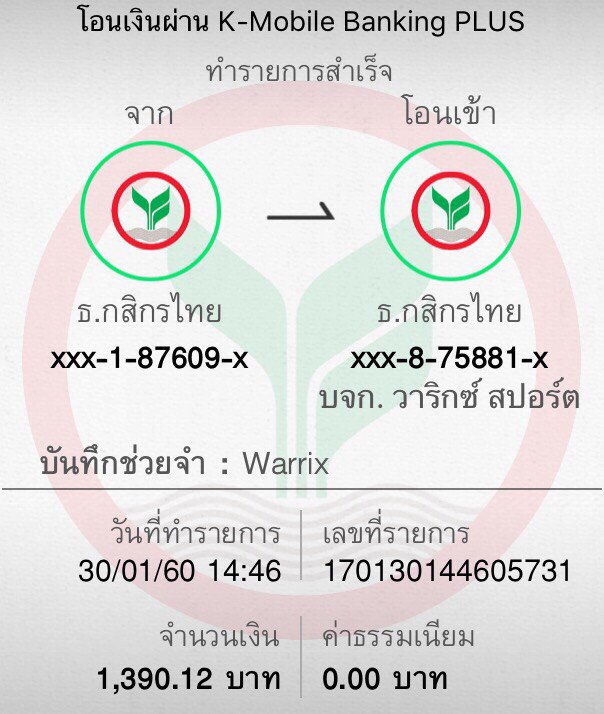 โอนเงินผ่าน K-Mobile Banking PLUS
ทำรายการสำเร็จ
จาก โอนเข้า
ธ.กสิกรไทย ธ.กสิกรไทย
xxx-1-87609-x xxx-8-75881-x
บจก. วาริกซ์ สปอร์ต
บันทึกช่วยจำ : Warrix
วันที่ทำรายการ เลขที่รายการ
30/01/60 14:46 170130144605731
จำนวนเงิน ค่าธรรมเนียม
1,390.12 บาท 0.00 บาท